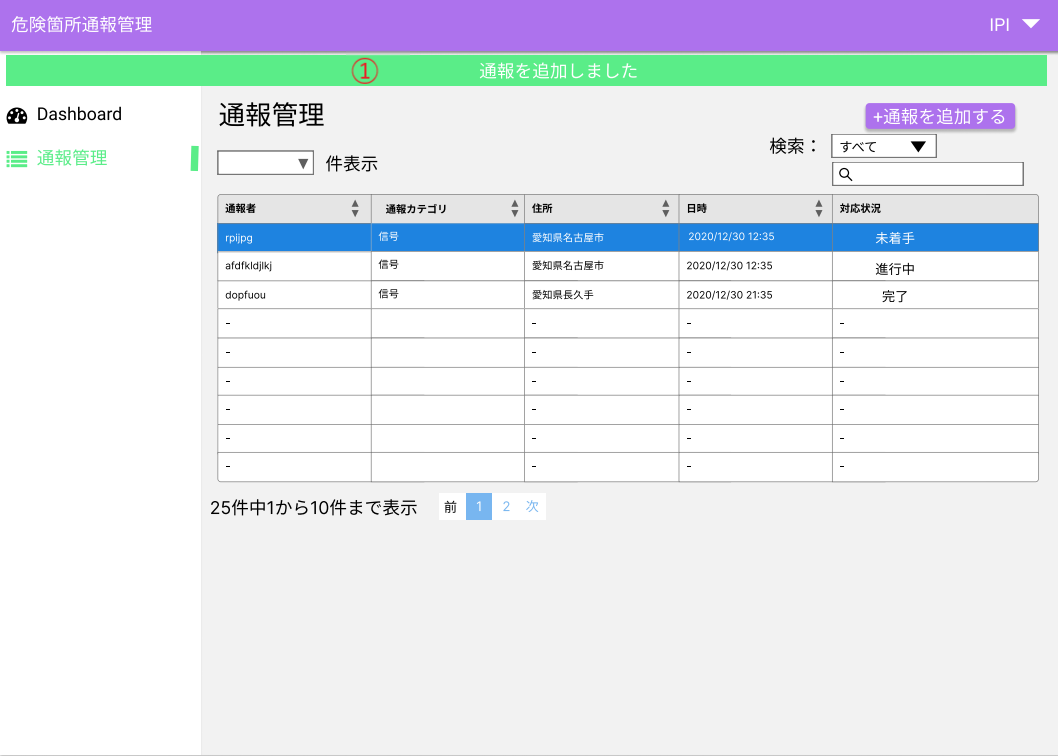 危険箇所通報管理 IPI
① 通報を追加しました
Dashboard
通報管理
通報管理
+通報を追加する
検索： すべて
件表示
通報者 通報カテゴリ 住所 日時 対応状況
rpijpg 信号 愛知県名古屋市 2020/12/30 12:35 未着手
afdfkldjlkj 信号 愛知県名古屋市 2020/12/30 12:35 進行中
dopfuou 信号 愛知県長久手 2020/12/30 21:35 完了
- - - -
- - - -
- - - -
- - - -
- - - -
- - - -
25件中1から10件まで表示 前 1 2 次